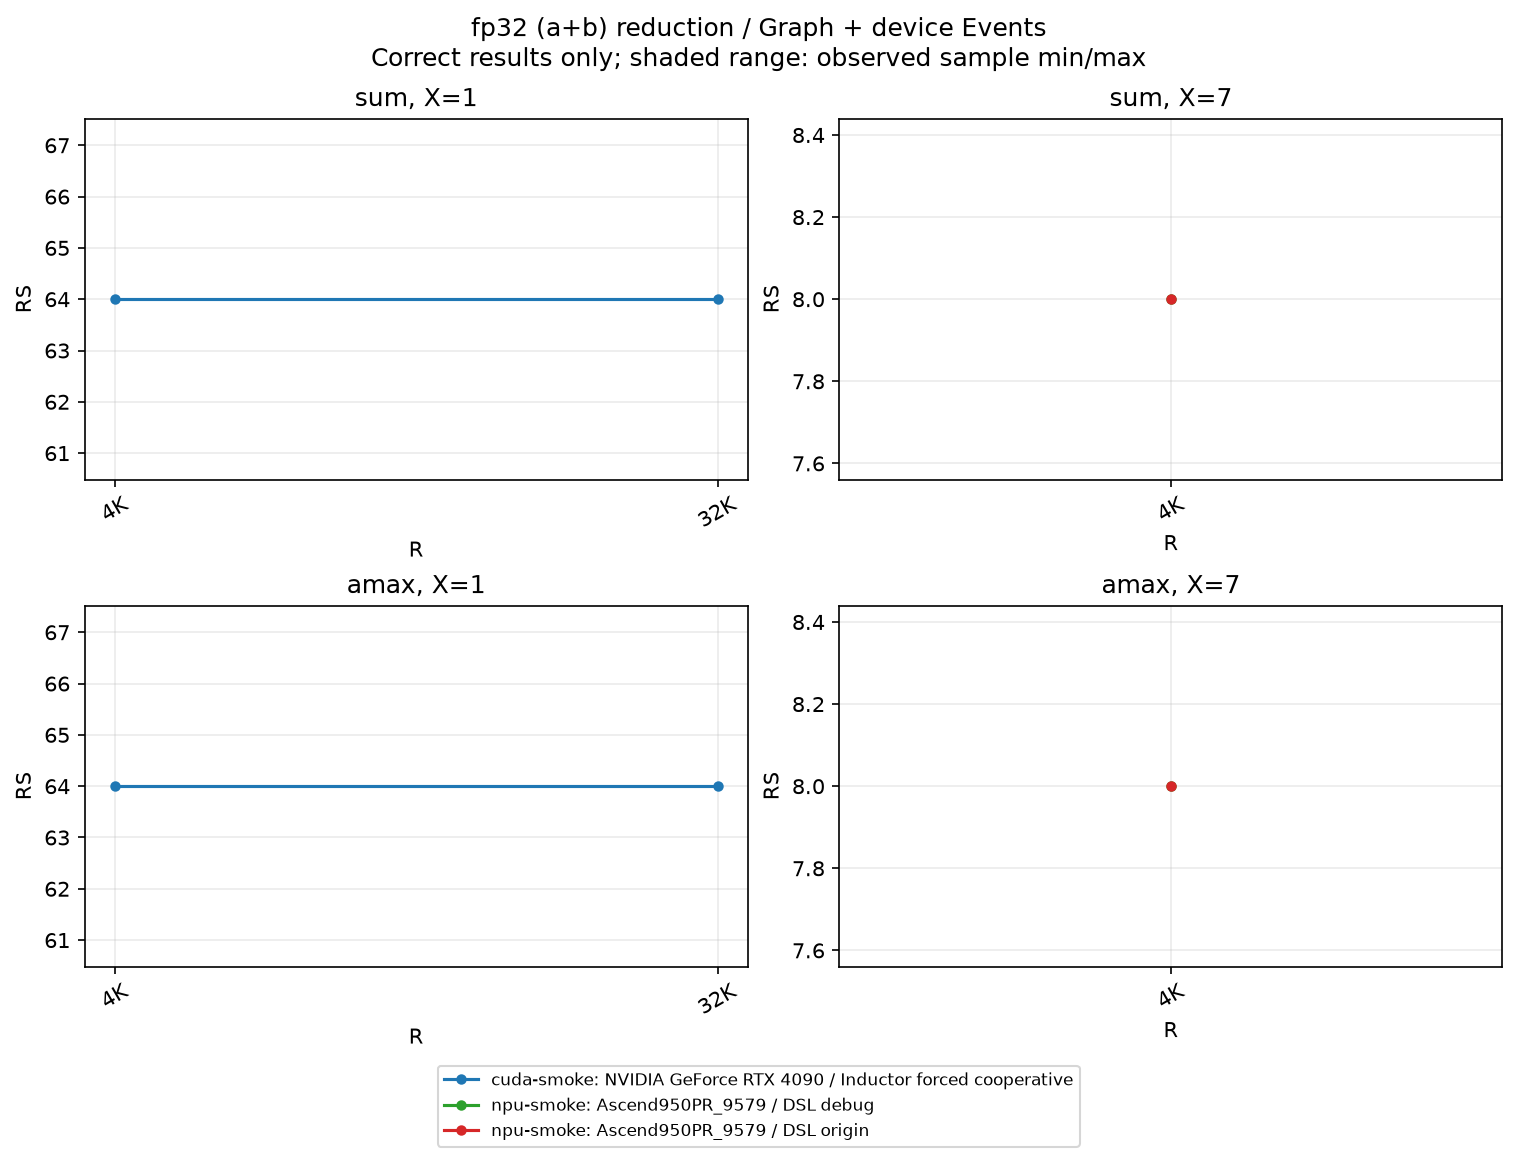 fp32 (a+b) reduction / Graph + device Events
Correct results only; shaded range: observed sample min/max
sum, X=1
67
66
65
64
63
62
61
RS
4K
32K
R
sum, X=7
8.4
8.2
8.0
7.8
7.6
RS
4K
R
amax, X=1
67
66
65
64
63
62
61
RS
4K
32K
R
amax, X=7
8.4
8.2
8.0
7.8
7.6
RS
4K
R
cuda-smoke: NVIDIA GeForce RTX 4090 / Inductor forced cooperative
npu-smoke: Ascend950PR_9579 / DSL debug
npu-smoke: Ascend950PR_9579 / DSL origin